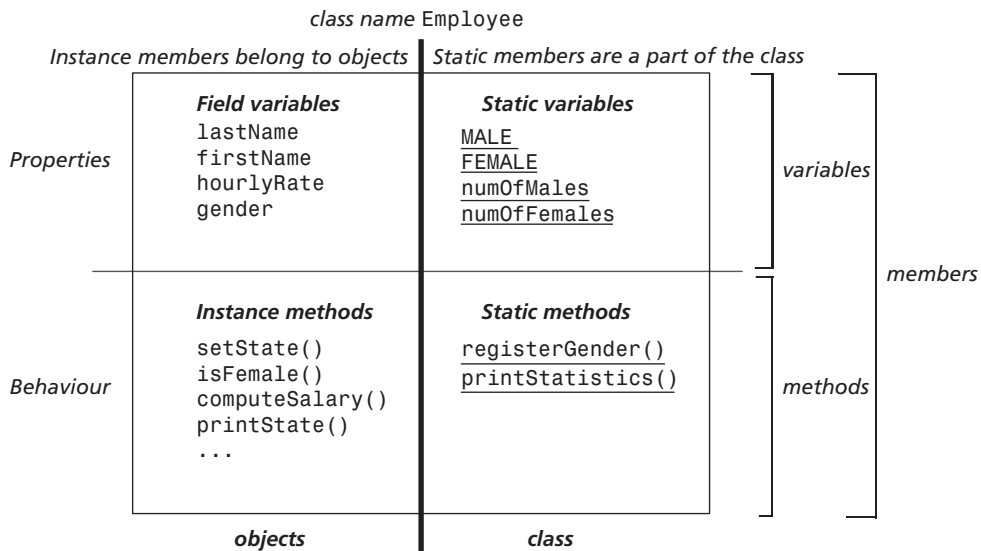 class name Employee
Instance members belong to objects
Static members are a part of the class
Properties
Field variables
lastName
firstName
hourlyRate
gender
Static variables
MALE
FEMALE
numOfMales
numOfFemales
variables
members
Behaviour
Instance methods
setState()
isFemale()
computeSalary()
printState()
...
Static methods
registerGender()
printStatistics()
methods
objects
class